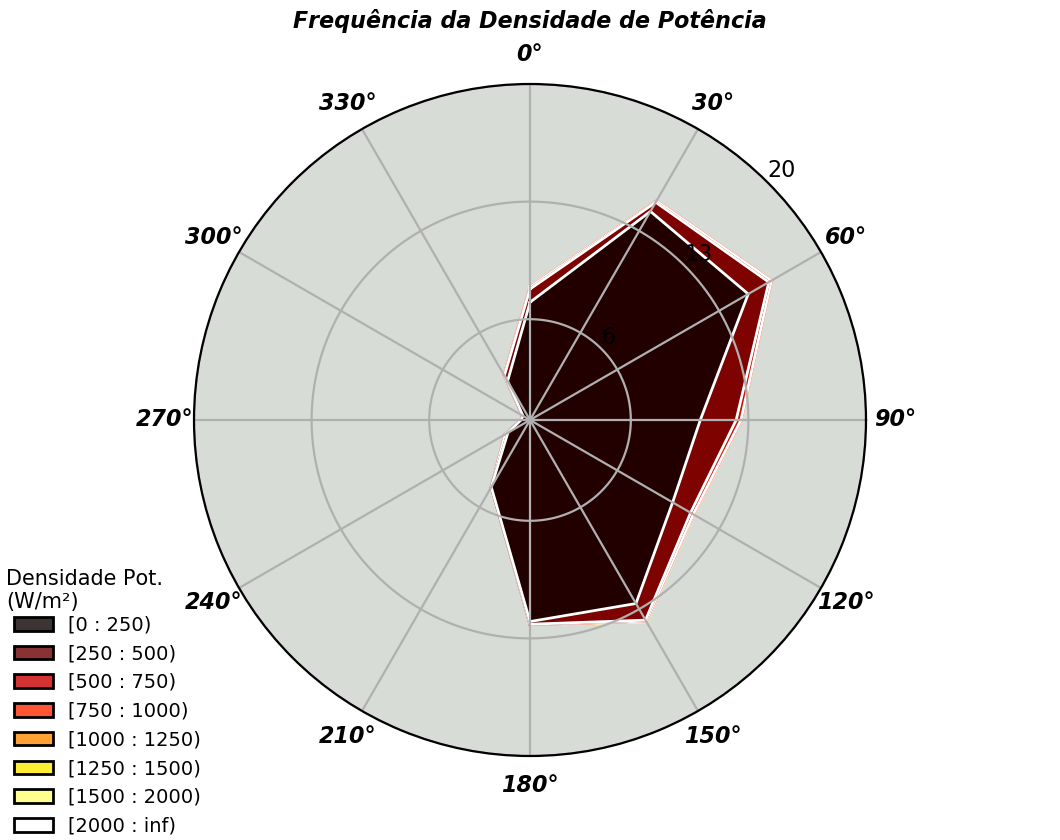 Frequência da Densidade de Potência
0°
330°
30°
20
300°
60°
13
6
270°
90°
240°
120°
210°
150°
180°
Densidade Pot.
(W/m²)
[0 : 250)
[250 : 500)
[500 : 750)
[750 : 1000)
[1000 : 1250)
[1250 : 1500)
[1500 : 2000)
[2000 : inf)